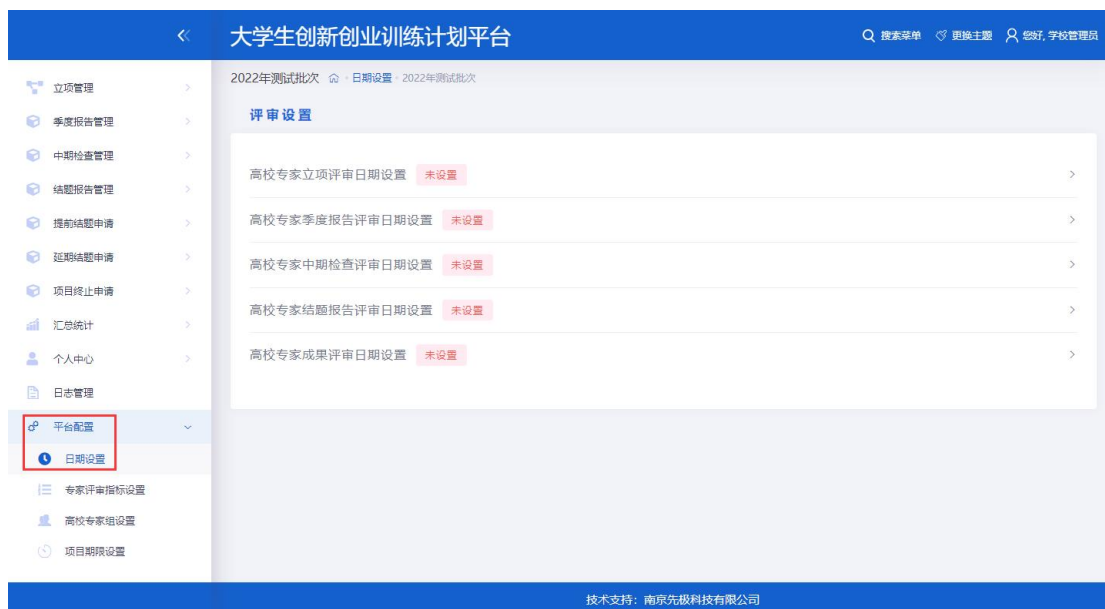 大学生创新创业训练计划平台
搜索菜单 更换主题 您好, 学校管理员
立项管理
季度报告管理
中期检查管理
结题报告管理
提前结题申请
延期结题申请
项目终止申请
汇总统计
个人中心
日志管理
平台配置
日期设置
专家评审指标设置
高校专家组设置
项目期限设置
2022年测试批次 · 日期设置 · 2022年测试批次
评审设置
高校专家立项评审日期设置 未设置
高校专家季度报告评审日期设置 未设置
高校专家中期检查评审日期设置 未设置
高校专家结题报告评审日期设置 未设置
高校专家成果评审日期设置 未设置
技术支持：南京先极科技有限公司